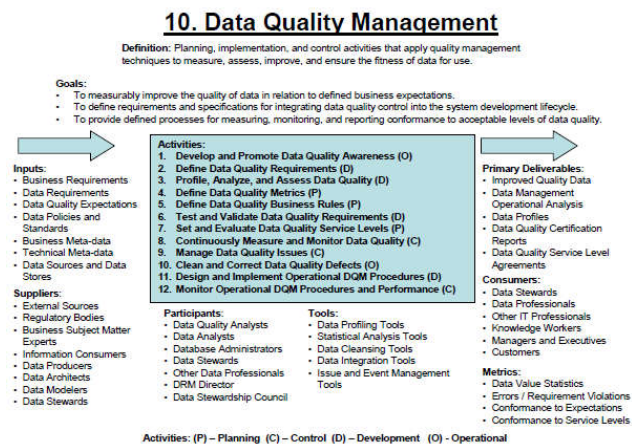 10. Data Quality Management
Definition: Planning, implementation, and control activities that apply quality management
techniques to measure, assess, improve, and ensure the fitness of data for use.
Goals:
• To measurably improve the quality of data in relation to defined business expectations.
• To define requirements and specifications for integrating data quality control into the system development lifecycle.
• To provide defined processes for measuring, monitoring, and reporting conformance to acceptable levels of data quality.
Inputs:
• Business Requirements
• Data Requirements
• Data Quality Expectations
• Data Policies and
Standards
• Business Meta-data
• Technical Meta-data
• Data Sources and Data
Stores
Suppliers:
• External Sources
• Regulatory Bodies
• Business Subject Matter
Experts
• Information Consumers
• Data Producers
• Data Architects
• Data Modelers
• Data Stewards
Activities:
1. Develop and Promote Data Quality Awareness (O)
2. Define Data Quality Requirements (D)
3. Profile, Analyze, and Assess Data Quality (D)
4. Define Data Quality Metrics (P)
5. Define Data Quality Business Rules (P)
6. Test and Validate Data Quality Requirements (D)
7. Set and Evaluate Data Quality Service Levels (P)
8. Continuously Measure and Monitor Data Quality (C)
9. Manage Data Quality Issues (C)
10. Clean and Correct Data Quality Defects (O)
11. Design and Implement Operational DQM Procedures (D)
12. Monitor Operational DQM Procedures and Performance (C)
Participants:
• Data Quality Analysts
• Data Analysts
• Database Administrators
• Data Stewards
• Other Data Professionals
• DRM Director
• Data Stewardship Council
Tools:
• Data Profiling Tools
• Statistical Analysis Tools
• Data Cleansing Tools
• Data Integration Tools
• Issue and Event Management
Tools
Primary Deliverables:
• Improved Quality Data
• Data Management
Operational Analysis
• Data Profiles
• Data Quality Certification
Reports
• Data Quality Service Level
Agreements
Consumers:
• Data Stewards
• Data Professionals
• Other IT Professionals
• Knowledge Workers
• Managers and Executives
• Customers
Metrics:
• Data Value Statistics
• Errors / Requirement Violations
• Conformance to Expectations
• Conformance to Service Levels
Activities: (P) – Planning (C) – Control (D) – Development (O) - Operational